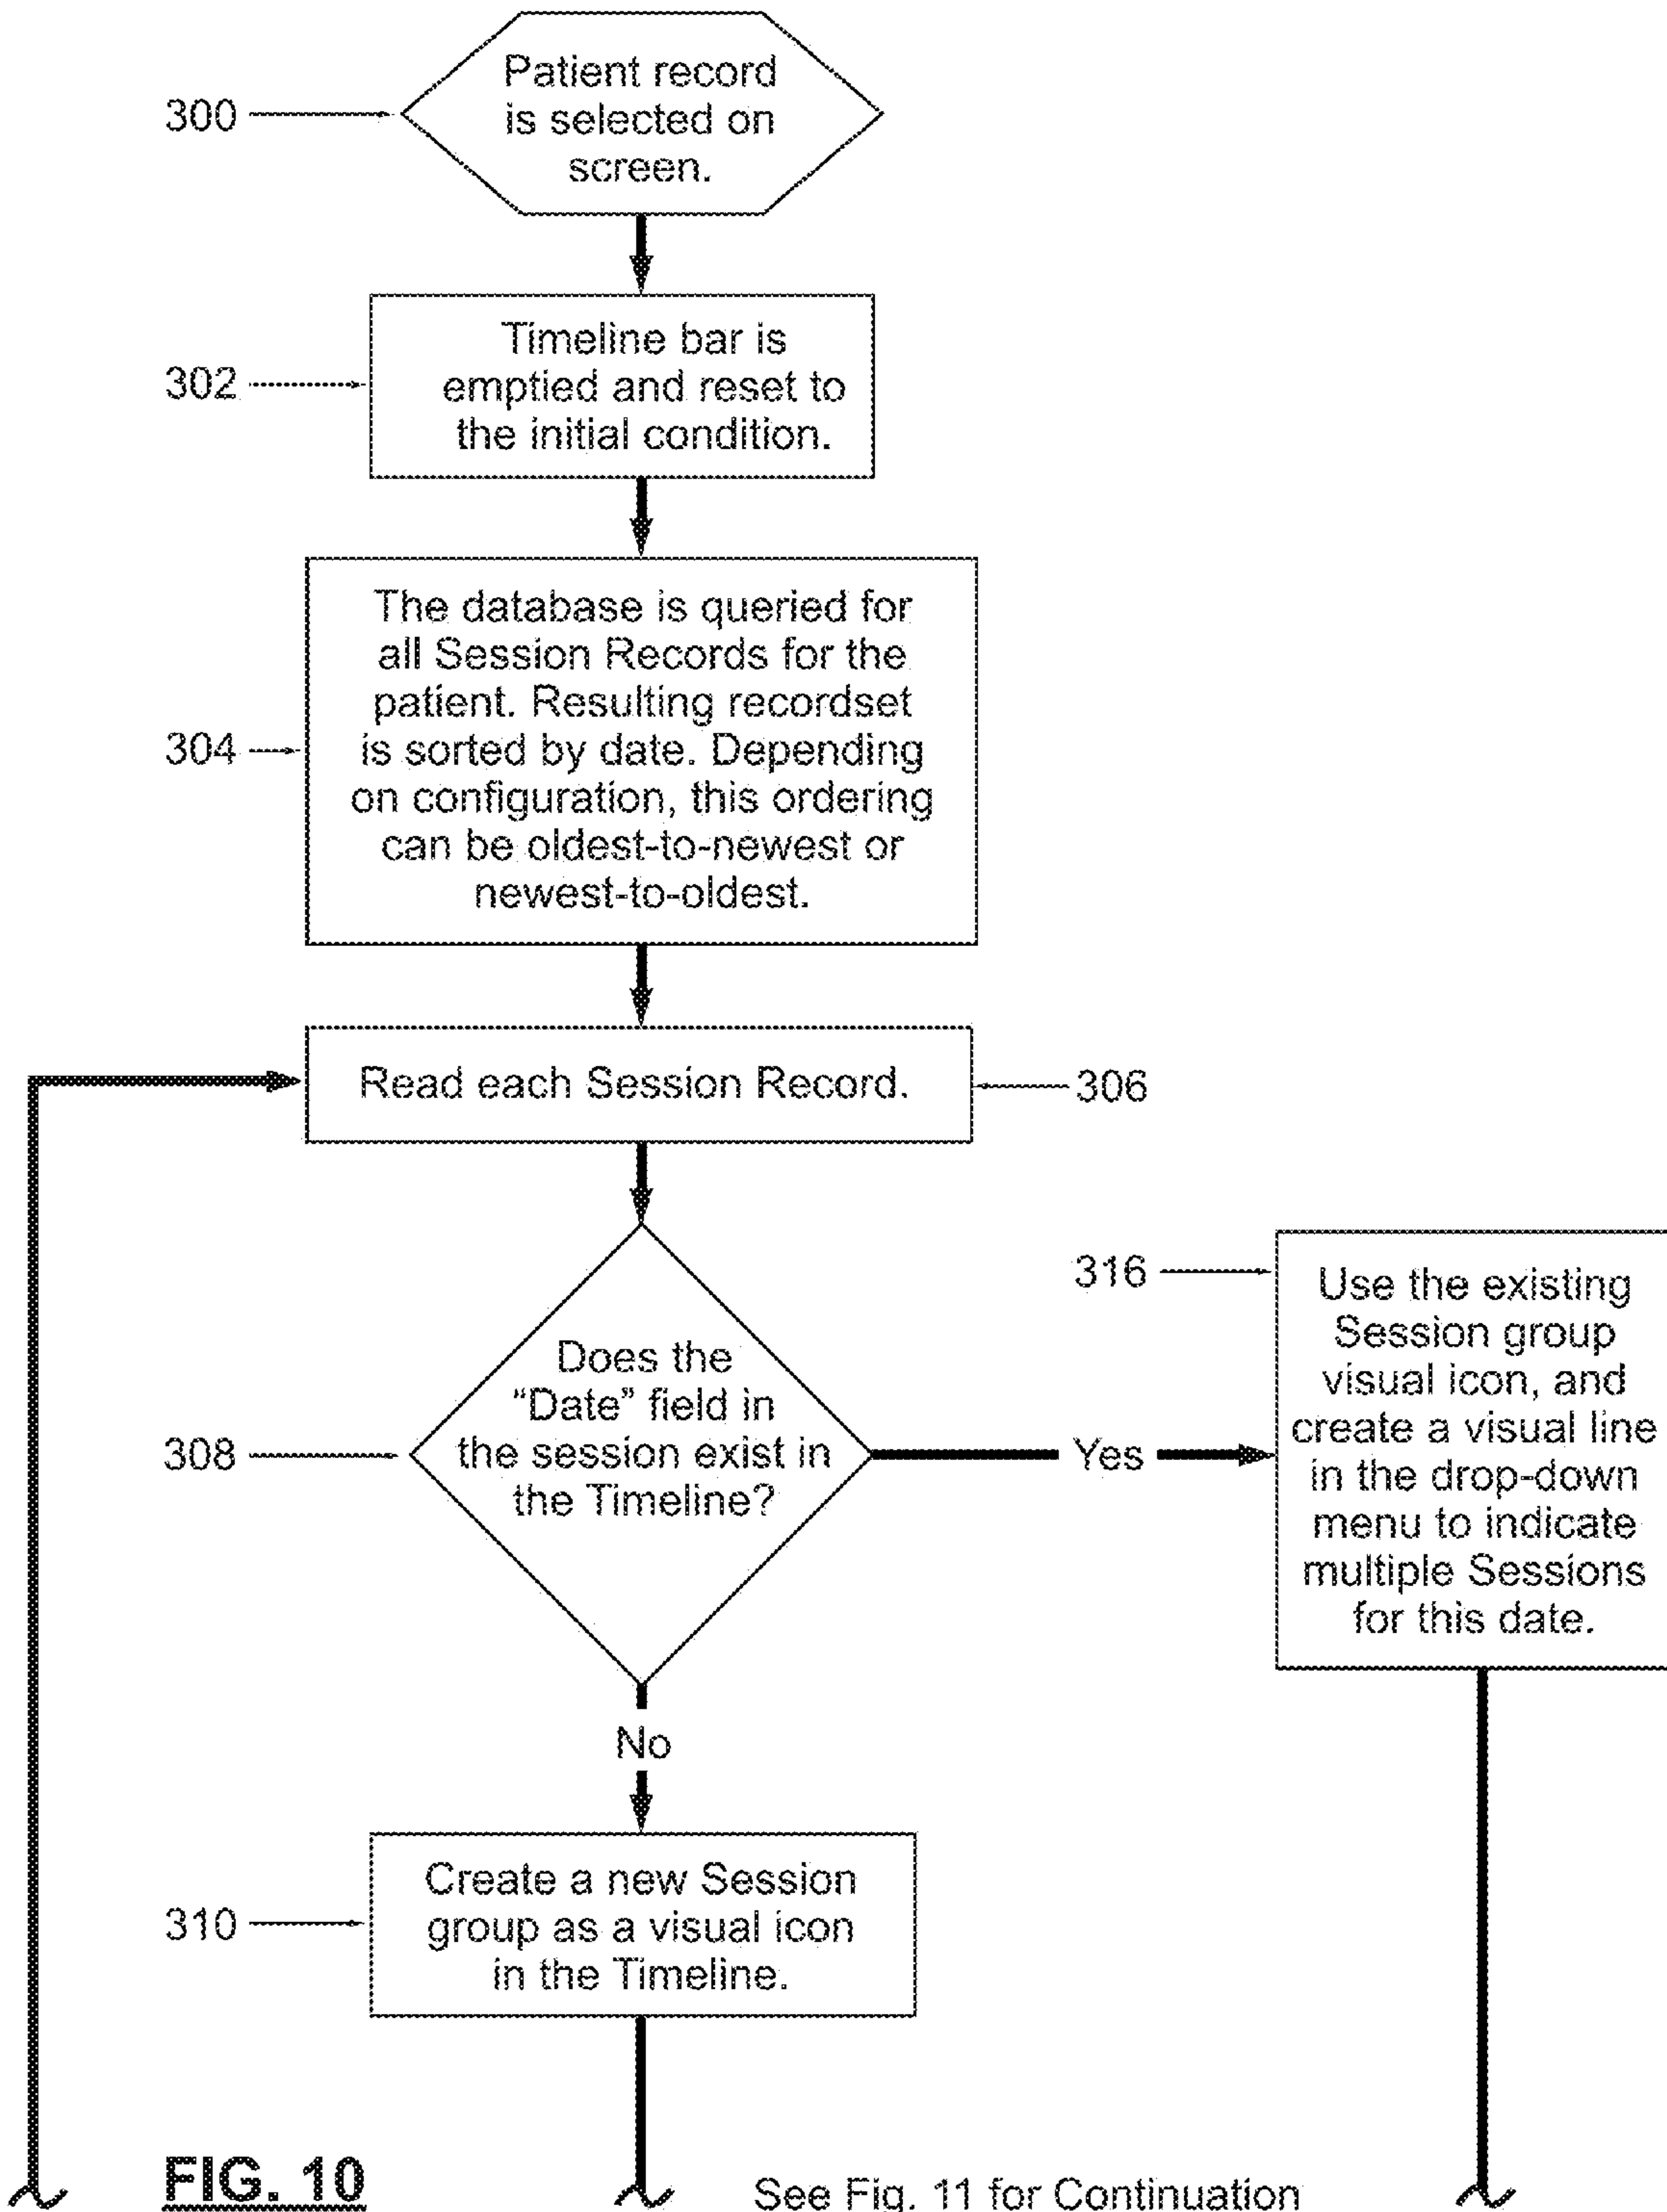 300
Patient record
is selected on
screen.
302
Timeline bar is
emptied and reset to
the initial condition.
304
The database is queried for
all Session Records for the
patient. Resulting recordset
is sorted by date. Depending
on configuration, this ordering
can be oldest-to-newest or
newest-to-oldest.
Read each Session Record.
306
308
Does the
“Date” field in
the session exist in
the Timeline?
Yes
316
Use the existing
Session group
visual icon, and
create a visual line
in the drop-down
menu to indicate
multiple Sessions
for this date.
No
310
Create a new Session
group as a visual icon
in the Timeline.
FIG. 10
See Fig. 11 for Continuation